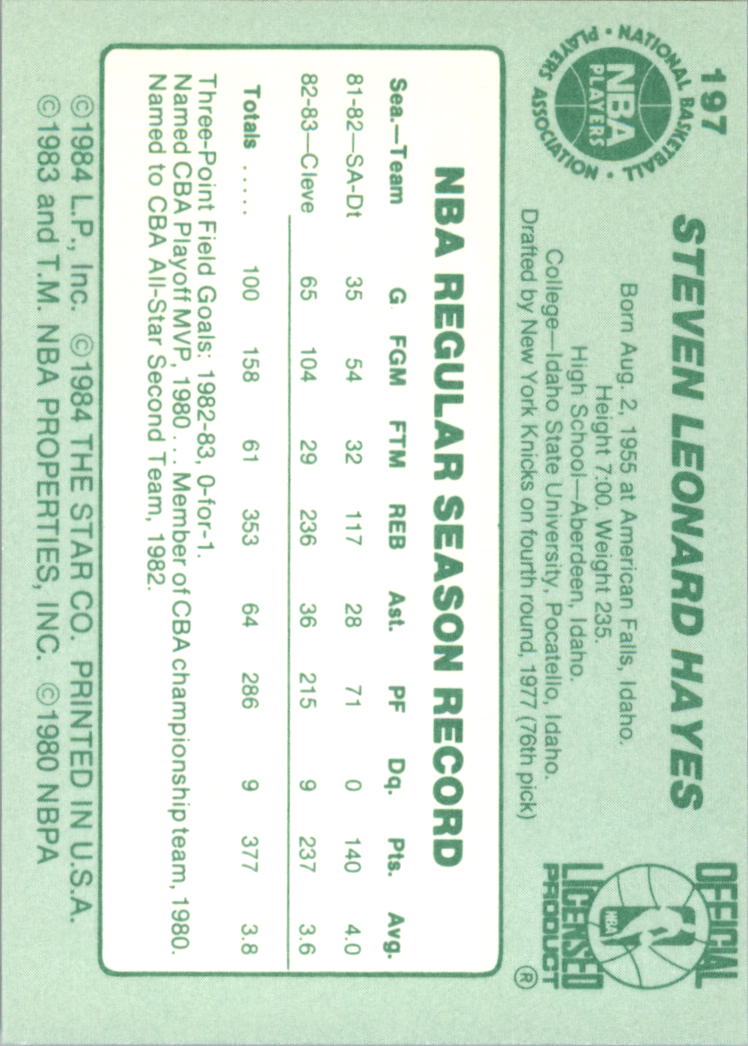 197
NATIONAL BASKETBALL PLAYERS ASSOCIATION
NBA
PLAYERS
STEVEN LEONARD HAYES
Born Aug. 2, 1955 at American Falls, Idaho.
Height 7:00. Weight 235.
High School—Aberdeen, Idaho.
College—Idaho State University, Pocatello, Idaho.
Drafted by New York Knicks on fourth round, 1977 (76th pick)
OFFICIAL
NBA
LICENSED
PRODUCT ®
NBA REGULAR SEASON RECORD
Sea.—Team G FGM FTM REB Ast. PF Dq. Pts. Avg.
81-82—SA-Dt 35 54 32 117 28 71 0 140 4.0
82-83—Cleve 65 104 29 236 36 215 9 237 3.6
Totals ..... 100 158 61 353 64 286 9 377 3.8
Three-Point Field Goals: 1982-83, 0-for-1.
Named CBA Playoff MVP, 1980 ... Member of CBA championship team, 1980.
Named to CBA All-Star Second Team, 1982.
©1984 L.P., Inc. ©1984 THE STAR CO. PRINTED IN U.S.A.
©1983 and T.M. NBA PROPERTIES, INC. ©1980 NBPA